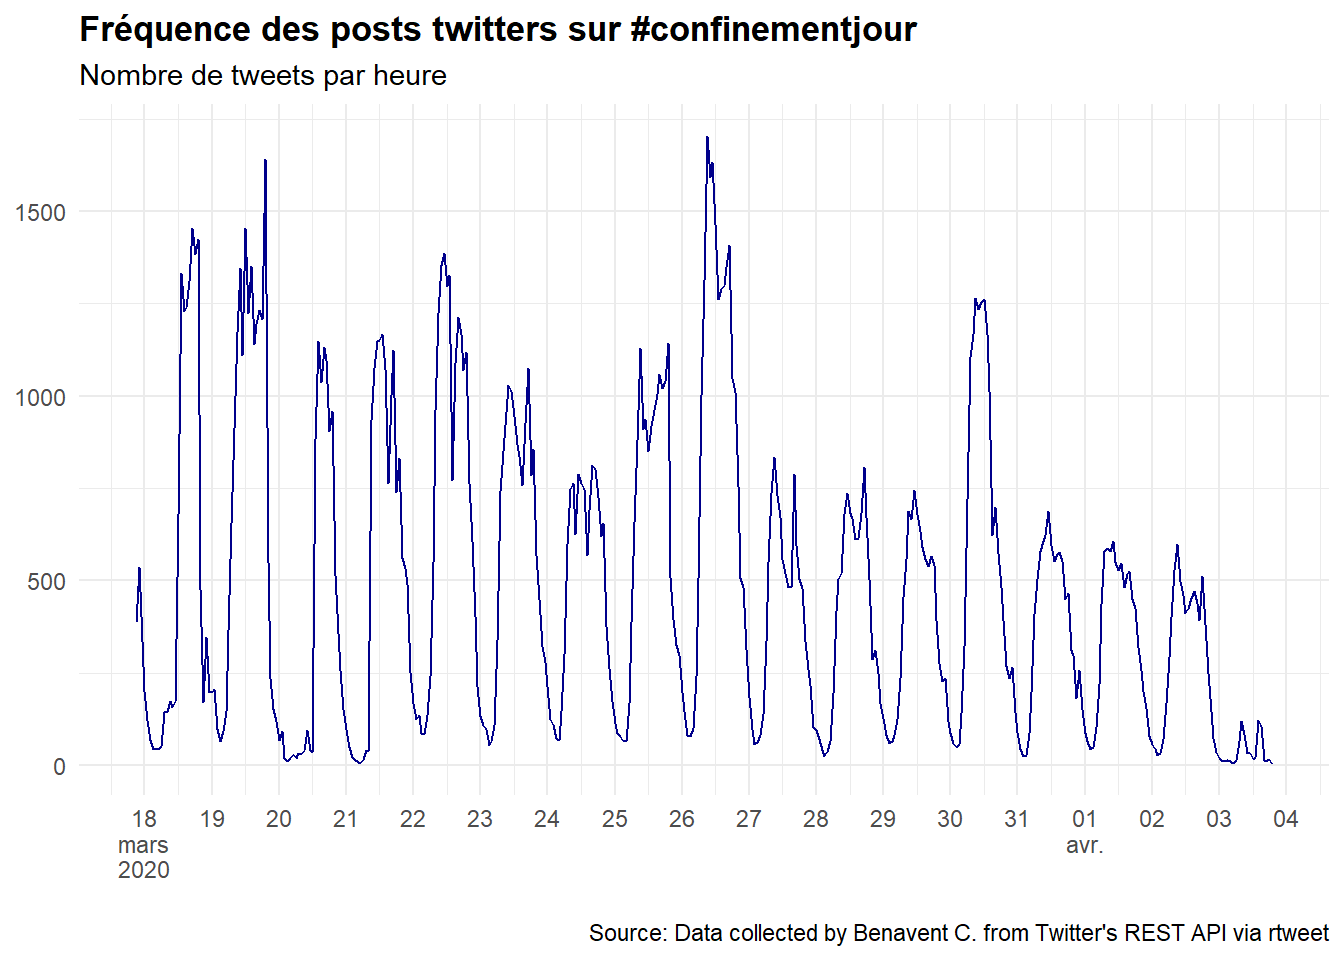 Fréquence des posts twitters sur #confinementjour
Nombre de tweets par heure
1500
1000
500
0
18 19 20 21 22 23 24 25 26 27 28 29 30 31 01 02 03 04
mars avr.
2020
Source: Data collected by Benavent C. from Twitter's REST API via rtweet